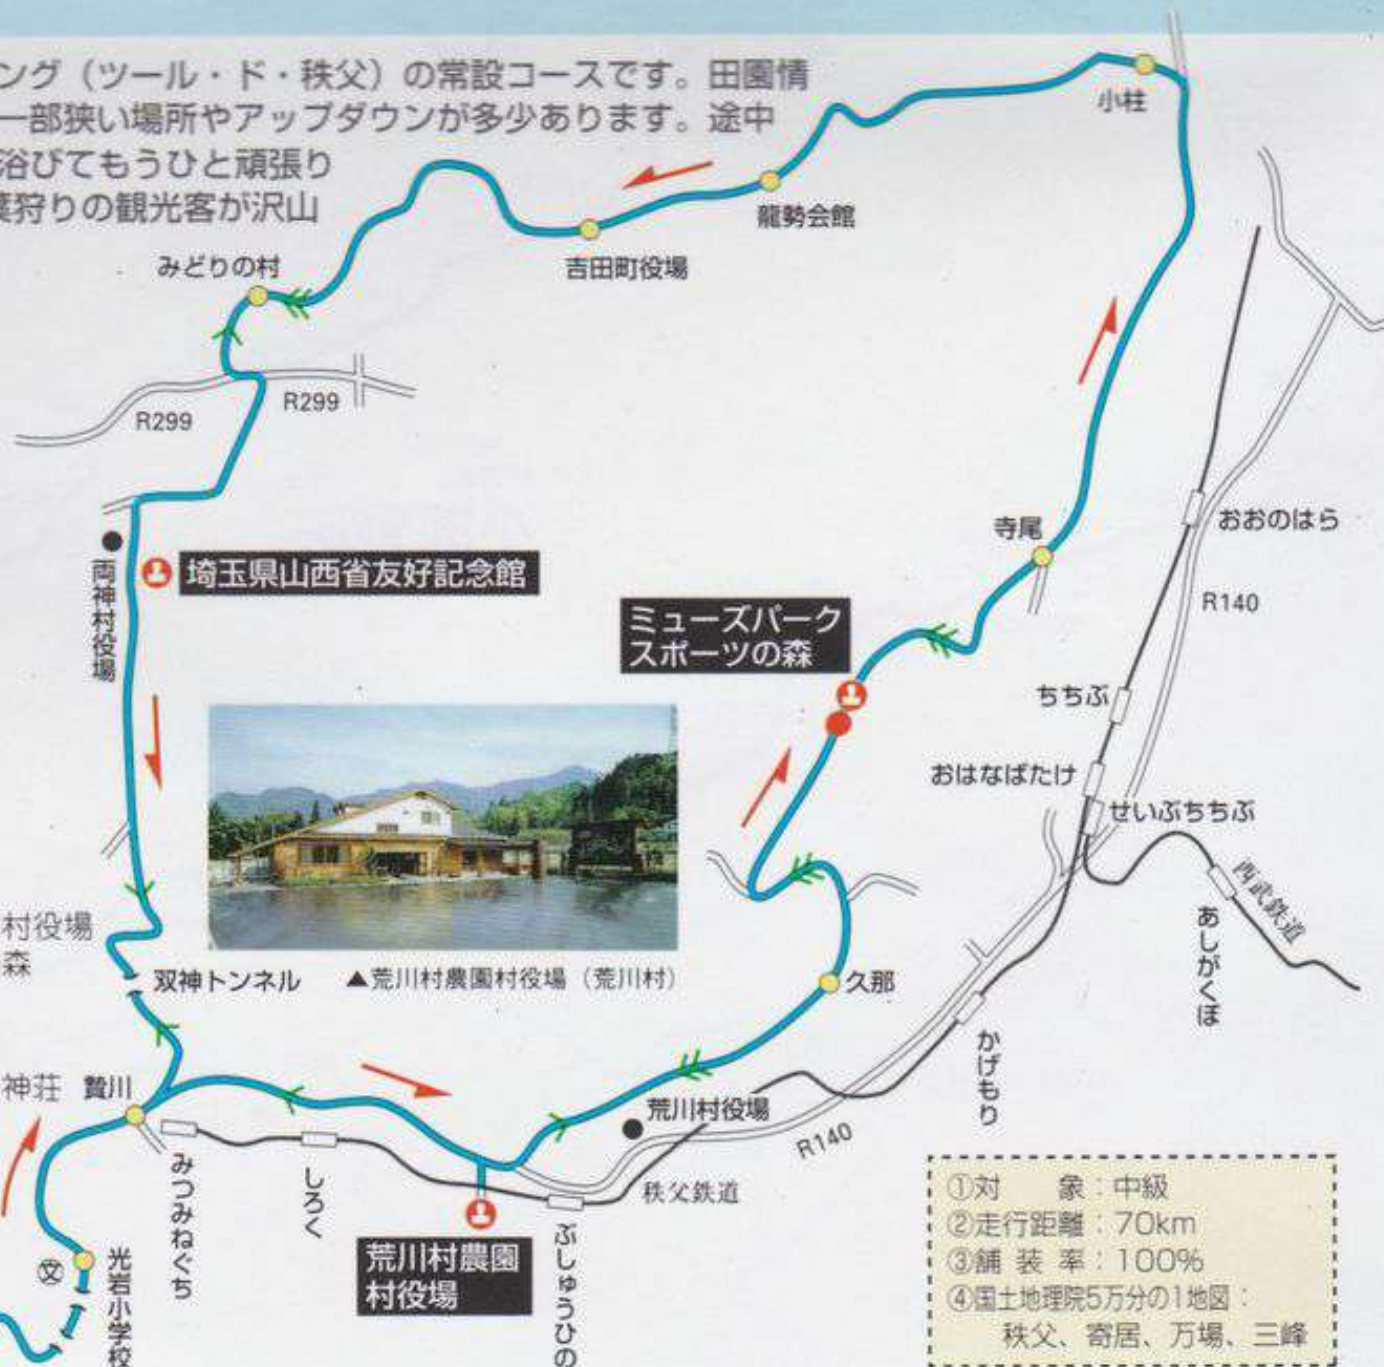 ング（ツール・ド・秩父）の常設コースです。田園情
一部狭い場所やアップダウンが多少あります。途中
浴びてもうひと頑張り
葉狩りの観光客が沢山
小柱
龍勢会館
吉田町役場
みどりの村
R299
R299
両神村役場
埼玉県山西省友好記念館
ミューズパーク
スポーツの森
寺尾
おおのはら
R140
ちちぶ
おはなばたけ
せいぶちちぶ
西武鉄道
あしがくぼ
村役場
森
双神トンネル
▲荒川村農園村役場（荒川村）
久那
かげもり
神荘
贄川
荒川村役場
R140
みつみねぐち
しろく
秩父鉄道
ぶしゅうひの
荒川村農園
村役場
文
光岩小学校
①対　象：中級
②走行距離：70km
③舗装率：100%
④国土地理院5万分の1地図：
秩父、寄居、万場、三峰